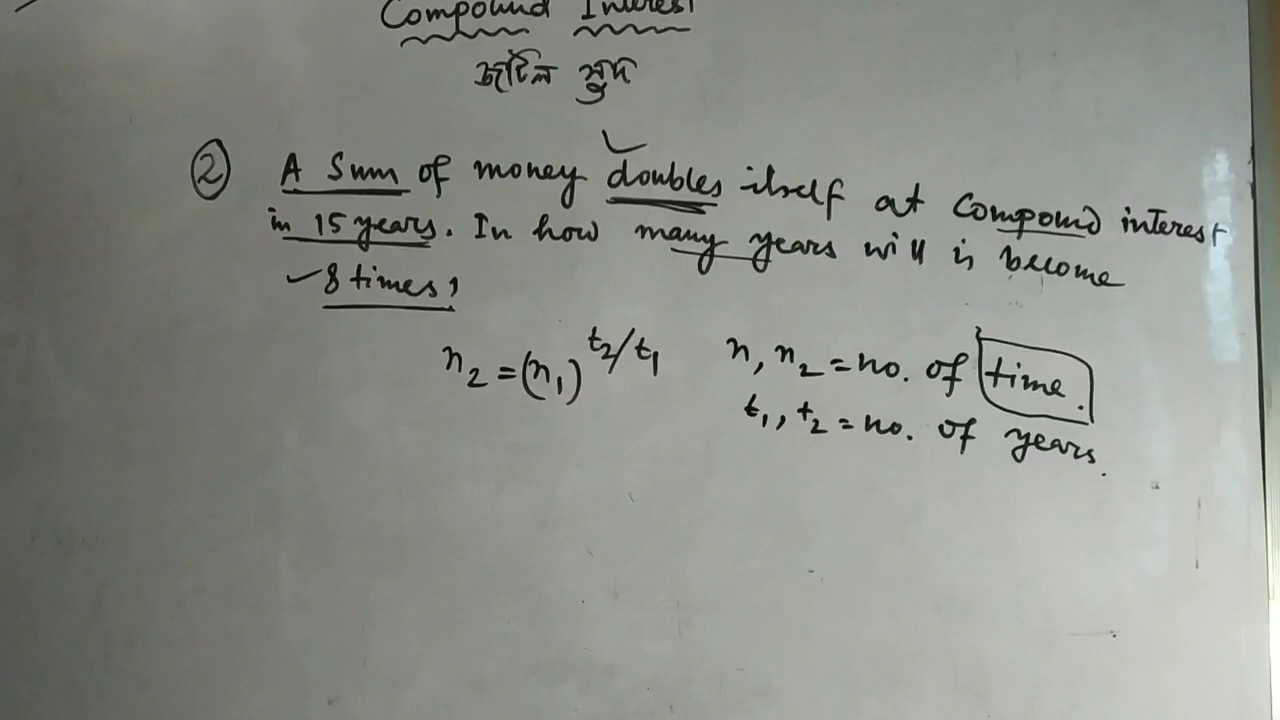 Compound Interest
জটিল সুদ
② A Sum of money doubles itself at Compound interest
in 15 years. In how many years will is become
8 times?
n₂ = (n₁)^t₂/t₁
n, n₂ = no. of time.
t₁, t₂ = no. of years.